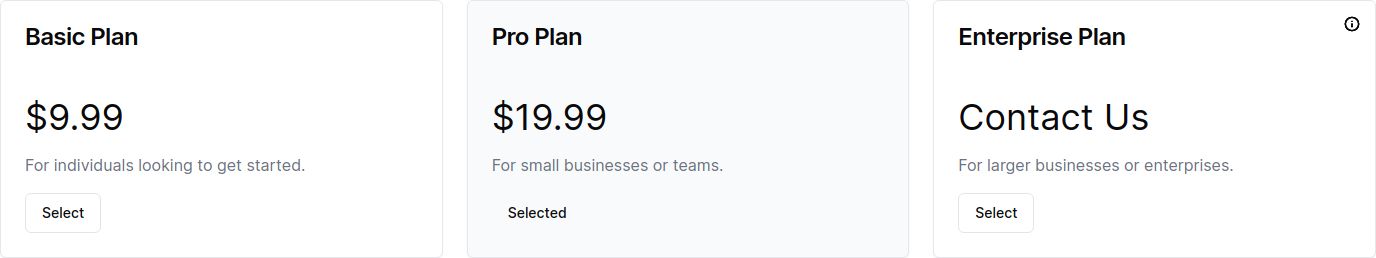 Basic Plan
$9.99
For individuals looking to get started.
Select
Pro Plan
$19.99
For small businesses or teams.
Selected
Enterprise Plan
Contact Us
For larger businesses or enterprises.
Select